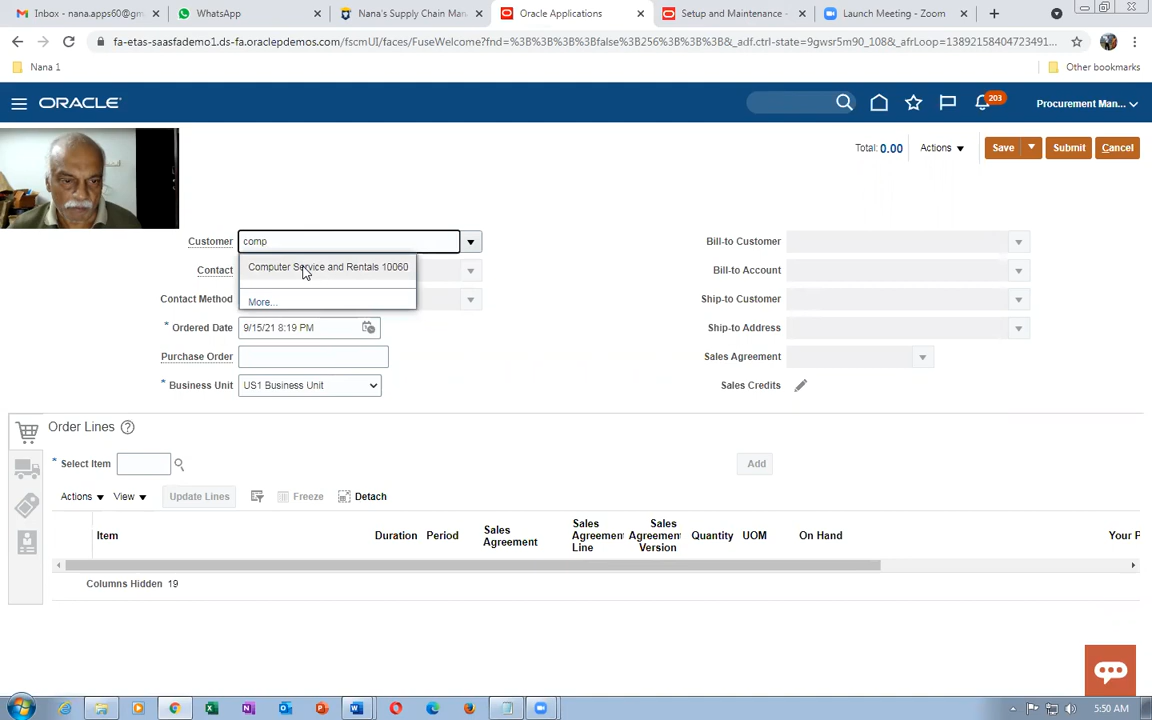 Inbox - nana.apps60@gm
WhatsApp
Nana's Supply Chain Man
Oracle Applications
Setup and Maintenance -
Launch Meeting - Zoom
fa-etas-saasfademo1.ds-fa.oraclepdemos.com/fscmUI/faces/FuseWelcome?fnd=%3B%3B%3B%3Bfalse%3B256%3B%3B%3B&_adf.ctrl-state=9gwsr5m90_108&_afrLoop=13892158404723491...
Nana 1
Other bookmarks
ORACLE
203
Procurement Man...
Total: 0.00
Actions
Save
Submit
Cancel
Customer
comp
Bill-to Customer
Computer Service and Rentals 10060
Contact
Bill-to Account
More...
Contact Method
Ship-to Customer
* Ordered Date
9/15/21 8:19 PM
Ship-to Address
Purchase Order
Sales Agreement
* Business Unit
US1 Business Unit
Sales Credits
Order Lines
* Select Item
Add
Actions
View
Update Lines
Freeze
Detach
Item
Duration
Period
Sales Agreement
Sales Agreement Line
Sales Agreement Version
Quantity
UOM
On Hand
Your P
Columns Hidden 19
5:50 AM